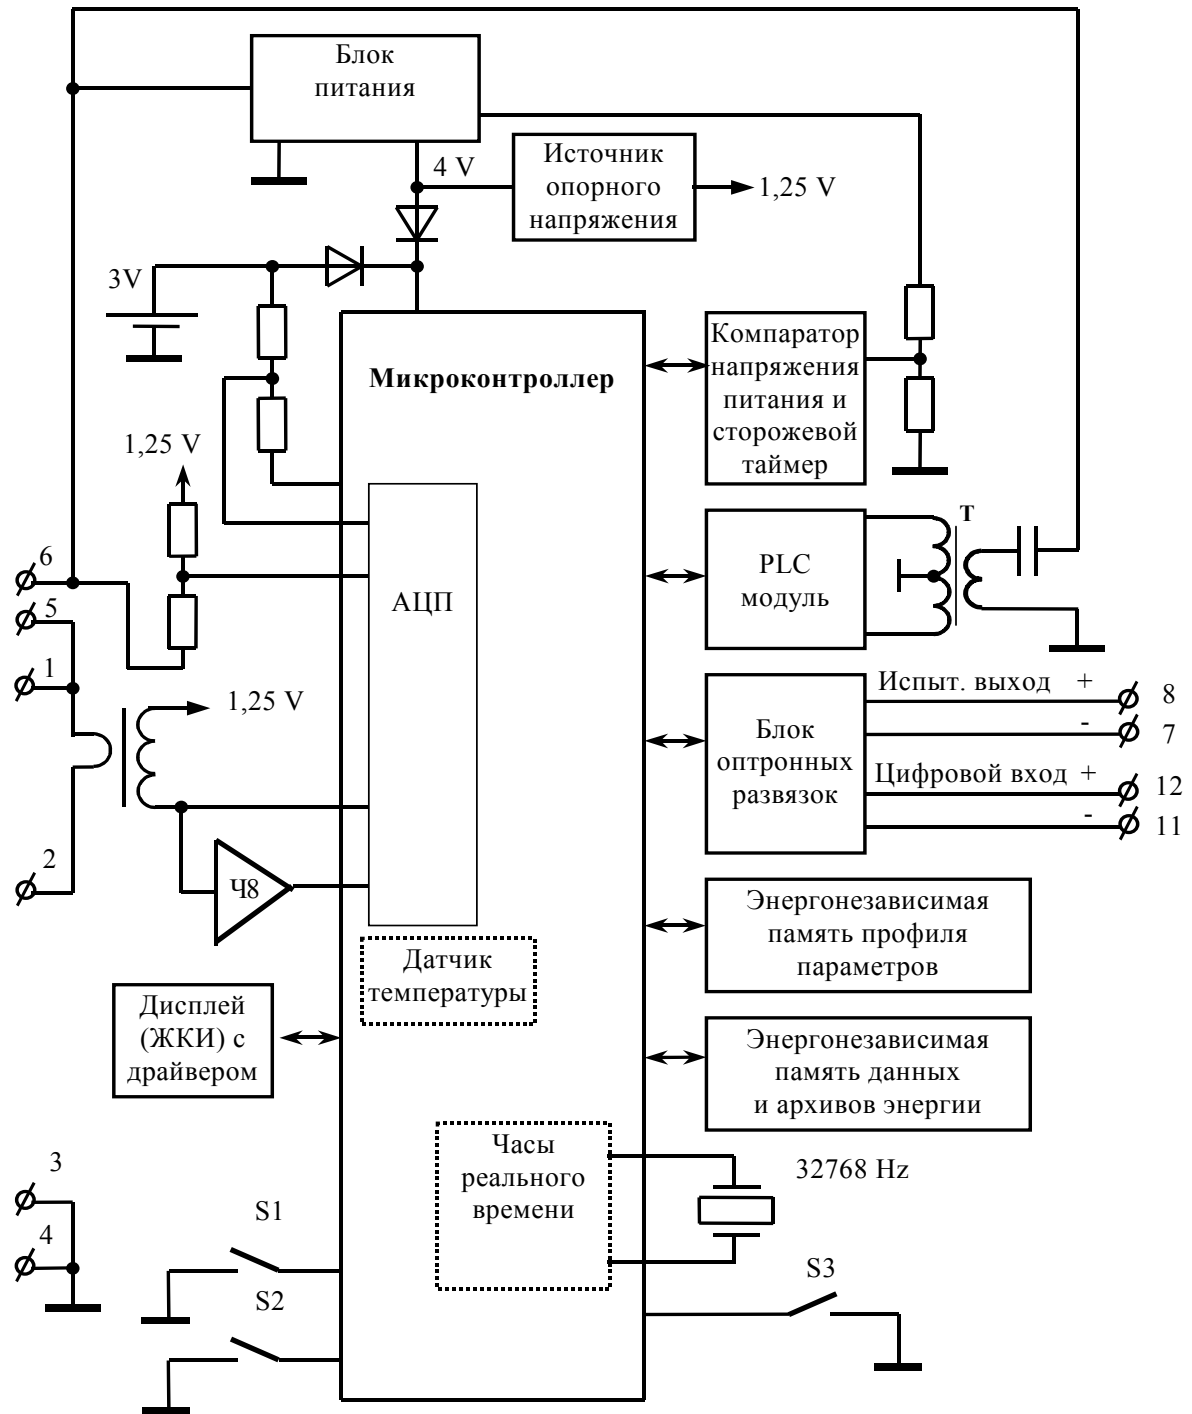 Блок
питания
4 V
Источник
опорного
напряжения
1,25 V
3V
Микроконтроллер
Компаратор
напряжения
питания и
сторожевой
таймер
1,25 V
6
5
1
2
АЦП
PLC
модуль
T
1,25 V
Ч8
Блок
оптронных
развязок
Испыт. выход +
8
-
7
Цифровой вход +
12
-
11
Энергонезависимая
память профиля
параметров
Датчик
температуры
Дисплей
(ЖКИ) с
драйвером
Энергонезависимая
память данных
и архивов энергии
Часы
реального
времени
32768 Hz
3
4
S1
S2
S3